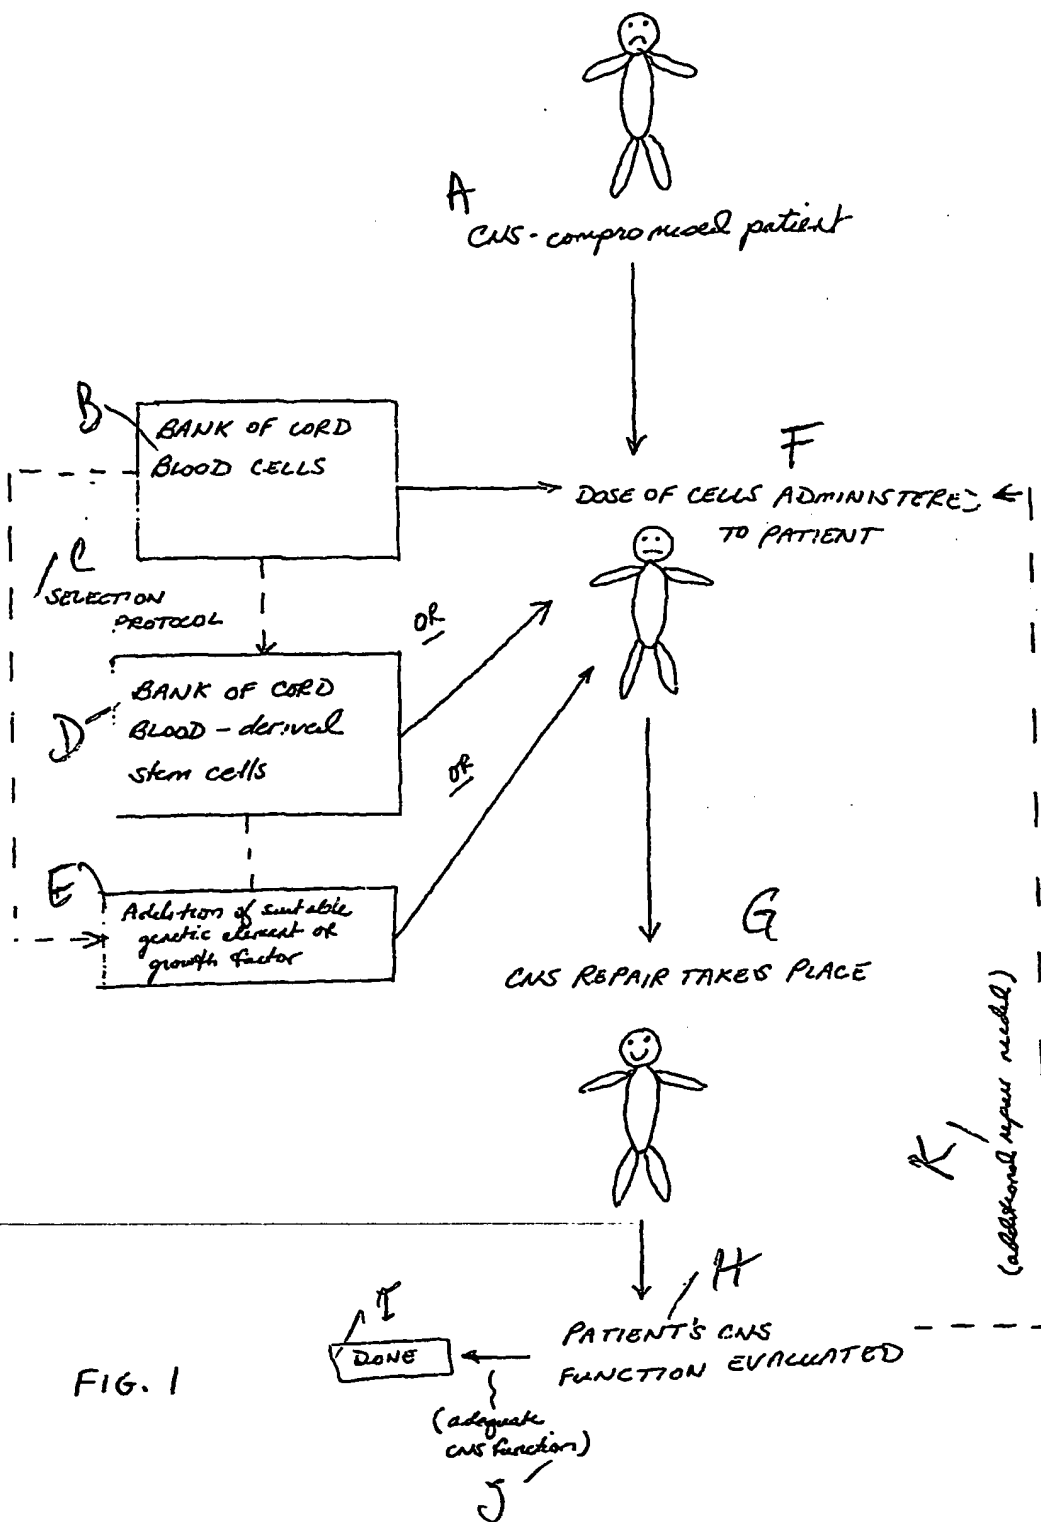 A
CNS-compromised patient
B
BANK OF CORD
BLOOD CELLS
F
DOSE OF CELLS ADMINISTERE
TO PATIENT
C
SELECTION
PROTOCOL
OR
D
BANK OF CORD
BLOOD - derived
stem cells
OR
E
Addition of suitable
genetic element or
growth factor
G
CNS REPAIR TAKES PLACE
K
(additional repair needed)
H
I
DONE
PATIENT'S CNS
FUNCTION EVALUATED
FIG. 1
(adequate
CNS function)
J